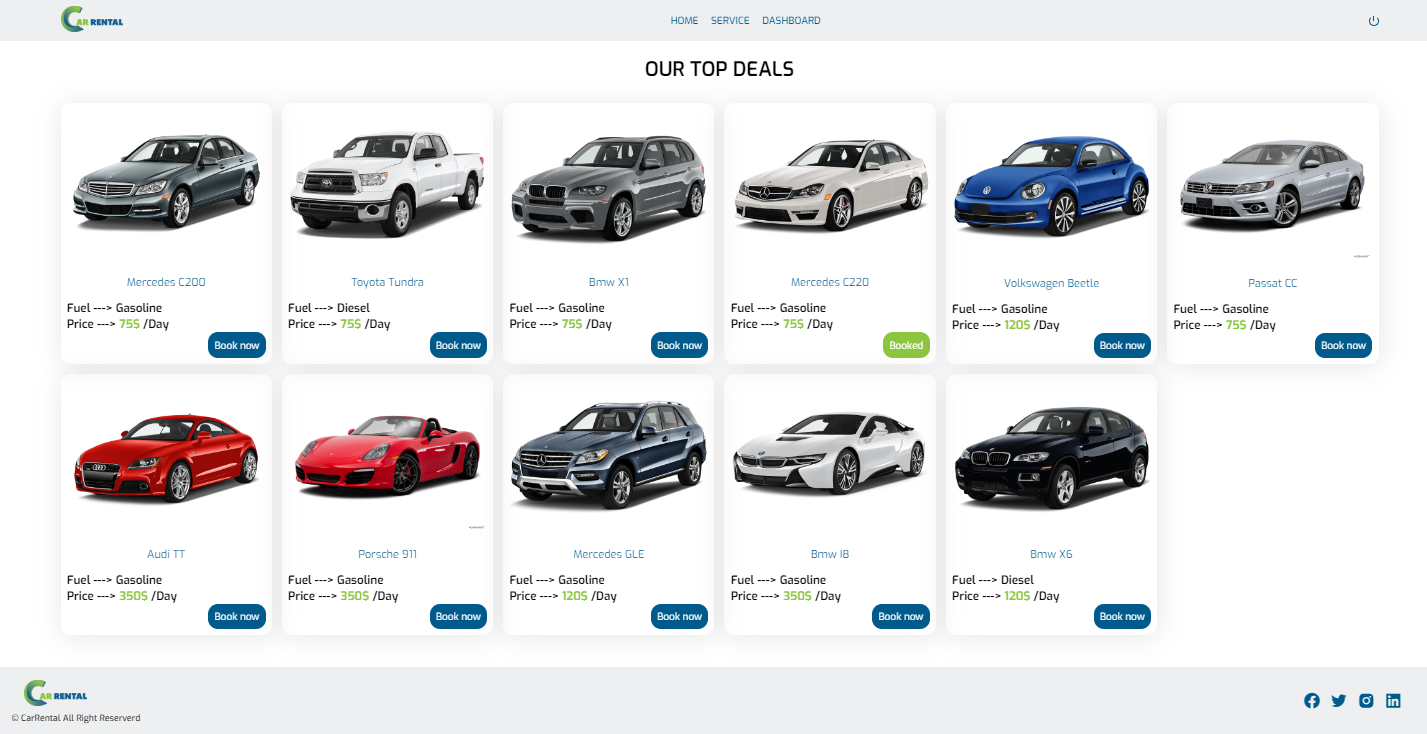 CAR RENTAL
HOME SERVICE DASHBOARD
OUR TOP DEALS
Mercedes C200
Fuel ---> Gasoline
Price ---> 75$ /Day
Book now
Toyota Tundra
Fuel ---> Diesel
Price ---> 75$ /Day
Book now
Bmw X1
Fuel ---> Gasoline
Price ---> 75$ /Day
Book now
Mercedes C220
Fuel ---> Gasoline
Price ---> 75$ /Day
Booked
Volkswagen Beetle
Fuel ---> Gasoline
Price ---> 120$ /Day
Book now
Passat CC
Fuel ---> Gasoline
Price ---> 75$ /Day
Book now
Audi TT
Fuel ---> Gasoline
Price ---> 350$ /Day
Book now
Porsche 911
Fuel ---> Gasoline
Price ---> 350$ /Day
Book now
Mercedes GLE
Fuel ---> Gasoline
Price ---> 120$ /Day
Book now
Bmw I8
Fuel ---> Gasoline
Price ---> 350$ /Day
Book now
Bmw X6
Fuel ---> Diesel
Price ---> 120$ /Day
Book now
CAR RENTAL
© CarRental All Right Reserverd